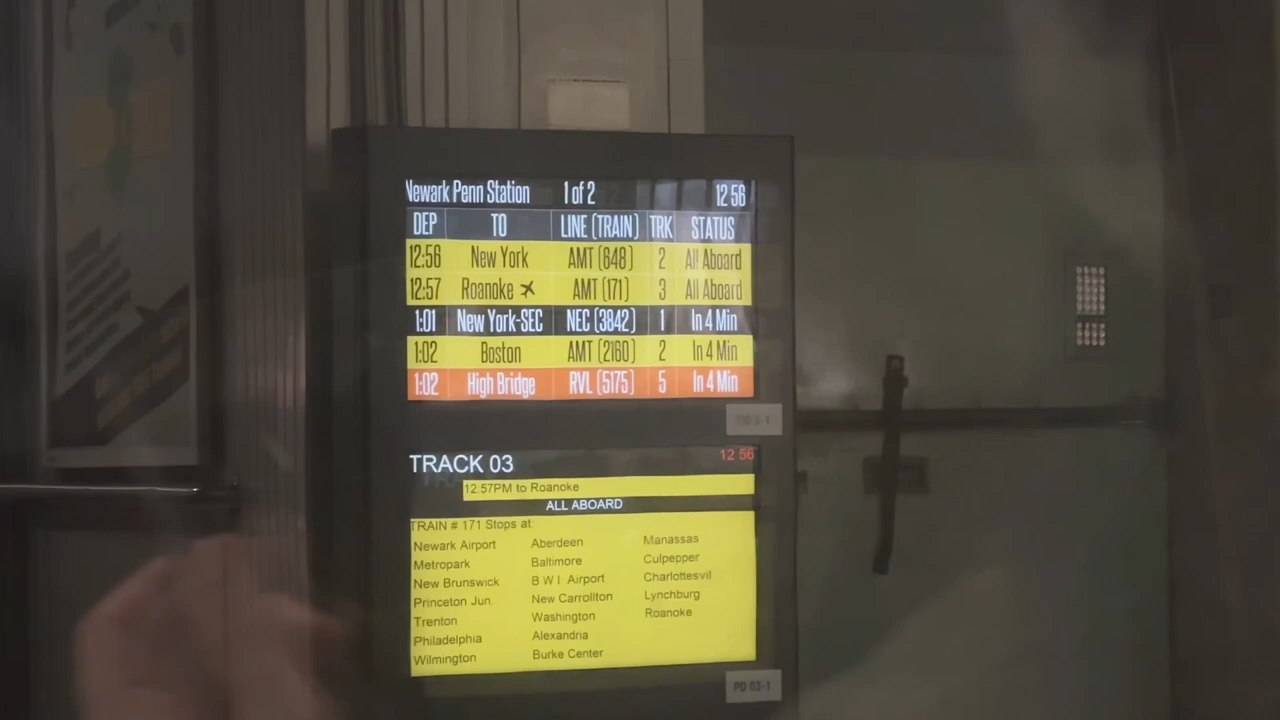 Newark Penn Station 1 of 2 12 56
DEP TO LINE (TRAIN) TRK STATUS
12:56 New York AMT (648) 2 All Aboard
12:57 Roanoke AMT (171) 3 All Aboard
1:01 New York-SEC NEC (3842) 1 In 4 Min
1:02 Boston AMT (2160) 2 In 4 Min
1:02 High Bridge RVL (5175) 5 In 4 Min
TRACK 03 12 56
12:57PM to Roanoke
ALL ABOARD
TRAIN # 171 Stops at:
Newark Airport Aberdeen Manassas
Metropark Baltimore Culpepper
New Brunswick B W I Airport Charlottesvil
Princeton Jun. New Carrollton Lynchburg
Trenton Washington Roanoke
Philadelphia Alexandria
Wilmington Burke Center
PD 03-1